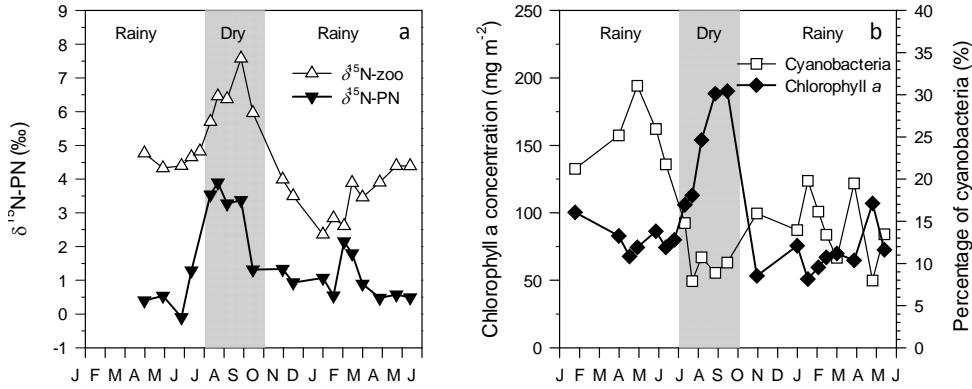 δ¹⁵N-PN (‰)
9
8
7
6
5
4
3
2
1
0
-1
Rainy
Dry
Rainy
a
δ¹⁵N-zoo
δ¹⁵N-PN
J F M A M J J A S O N D J F M A M J
Chlorophyll a concentration (mg m⁻²)
250
200
150
100
50
0
Rainy
Dry
Rainy
b
Cyanobacteria
Chlorophyll a
J F M A M J J A S O N D J F M A M J
40
35
30
25
20
15
10
5
0
Percentage of cyanobacteria (%)